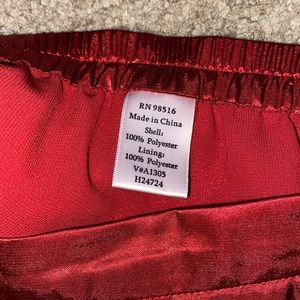 RN 98516
Made in China
Shell:
100% Polyester
Lining:
100% Polyester
V#A1305
H24724